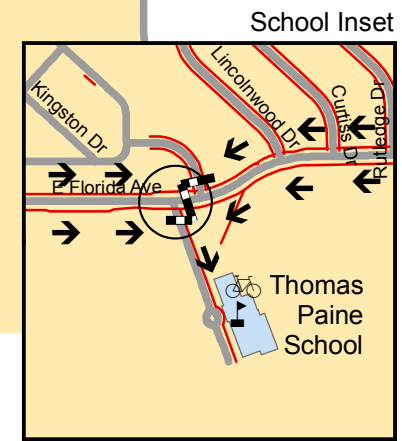 School Inset
Lincolnwood Dr
Kingston Dr
Curtiss Dr
Rutledge Dr
E Florida Ave
Thomas
Paine
School